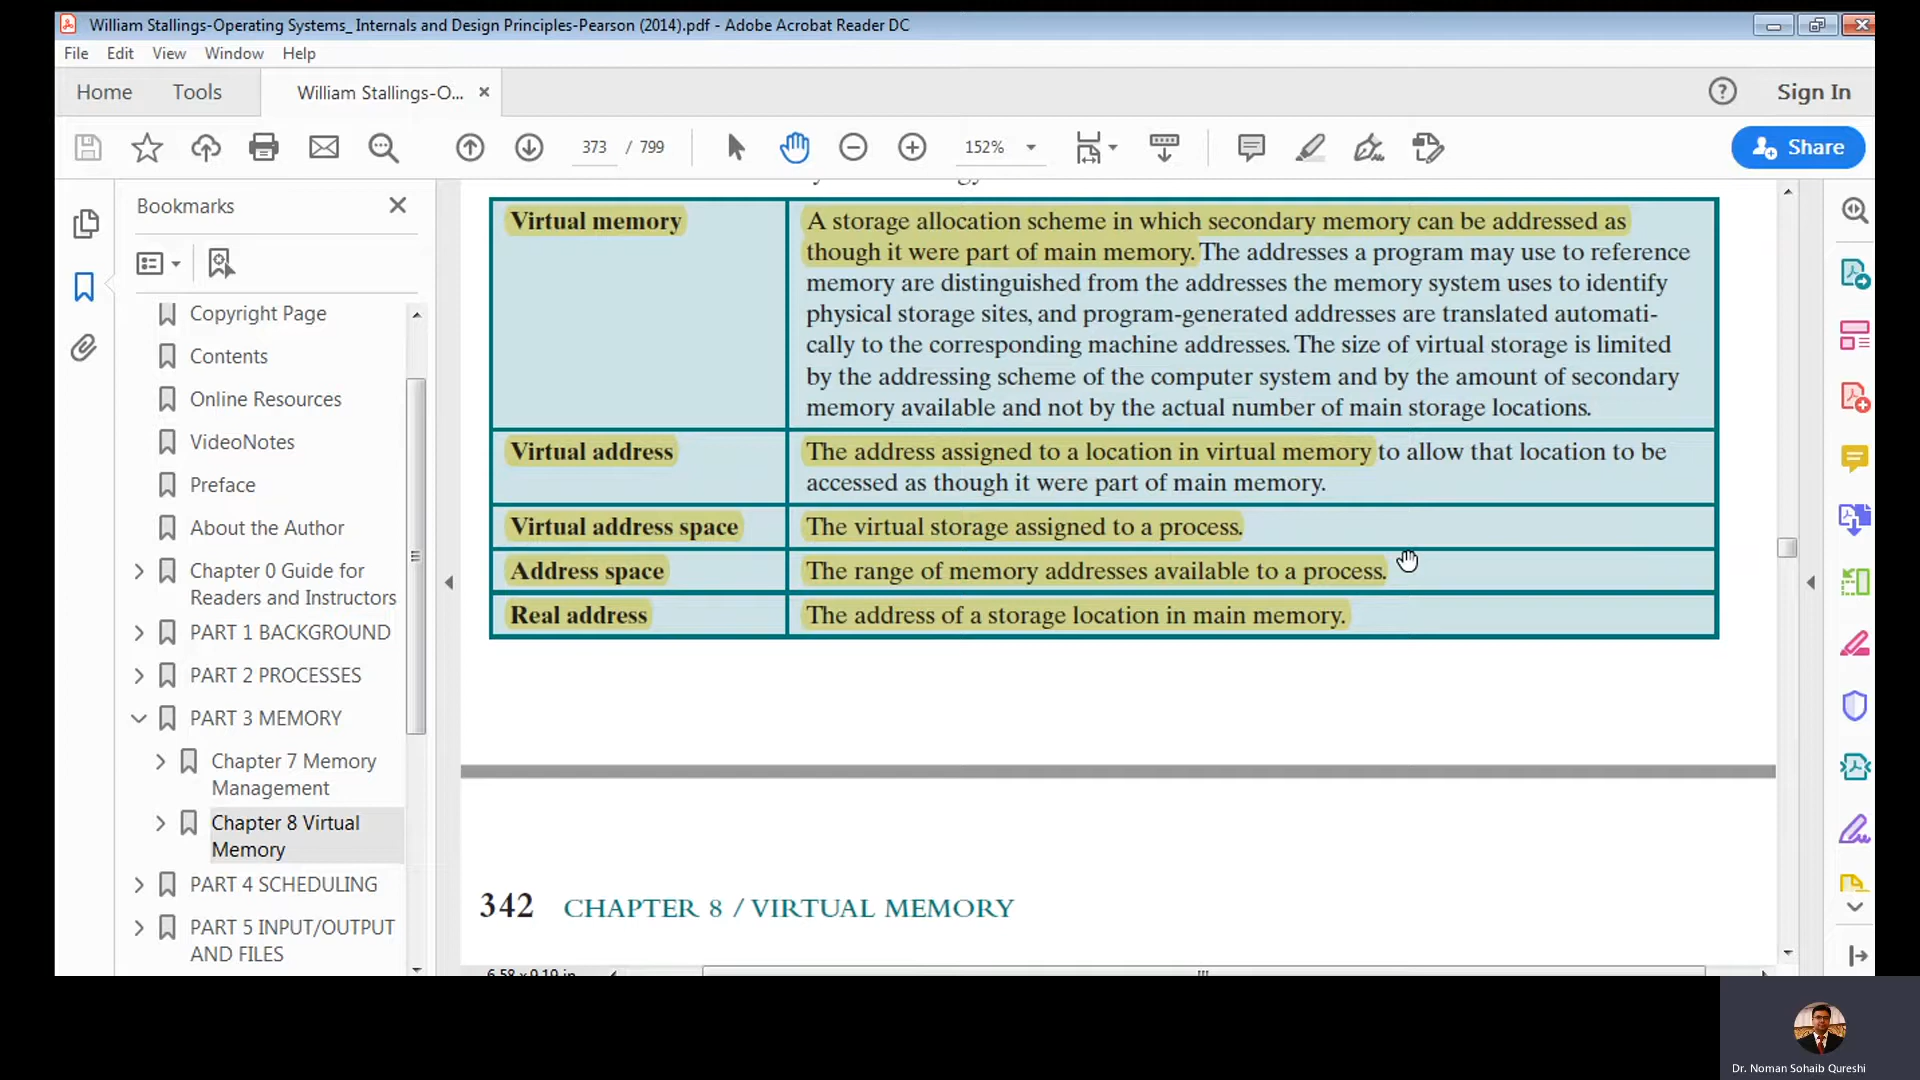 William Stallings-Operating Systems_ Internals and Design Principles-Pearson (2014).pdf - Adobe Acrobat Reader DC
File Edit View Window Help
Home Tools William Stallings-O... × Sign In
373 / 799 152% Share
Bookmarks
Copyright Page
Contents
Online Resources
VideoNotes
Preface
About the Author
Chapter 0 Guide for
Readers and Instructors
PART 1 BACKGROUND
PART 2 PROCESSES
PART 3 MEMORY
Chapter 7 Memory
Management
Chapter 8 Virtual
Memory
PART 4 SCHEDULING
PART 5 INPUT/OUTPUT
AND FILES
Virtual memory
A storage allocation scheme in which secondary memory can be addressed as
though it were part of main memory. The addresses a program may use to reference
memory are distinguished from the addresses the memory system uses to identify
physical storage sites, and program-generated addresses are translated automati-
cally to the corresponding machine addresses. The size of virtual storage is limited
by the addressing scheme of the computer system and by the amount of secondary
memory available and not by the actual number of main storage locations.
Virtual address
The address assigned to a location in virtual memory to allow that location to be
accessed as though it were part of main memory.
Virtual address space
The virtual storage assigned to a process.
Address space
The range of memory addresses available to a process.
Real address
The address of a storage location in main memory.
342 CHAPTER 8 / VIRTUAL MEMORY
6.58 x 9.19 in
Dr. Noman Sohaib Qureshi